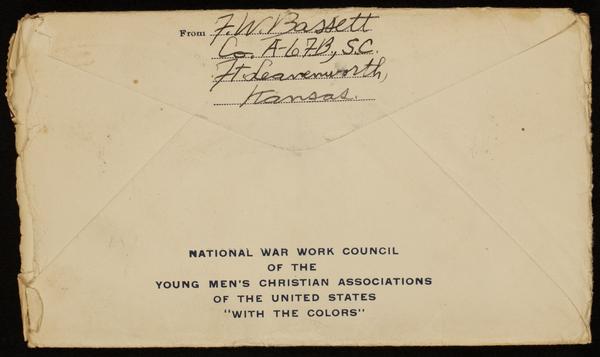 From F. W. Bassett
Co. A-6 F.B., S.C.
Ft Leavenworth,
Kansas.
NATIONAL WAR WORK COUNCIL
OF THE
YOUNG MEN'S CHRISTIAN ASSOCIATIONS
OF THE UNITED STATES
"WITH THE COLORS"